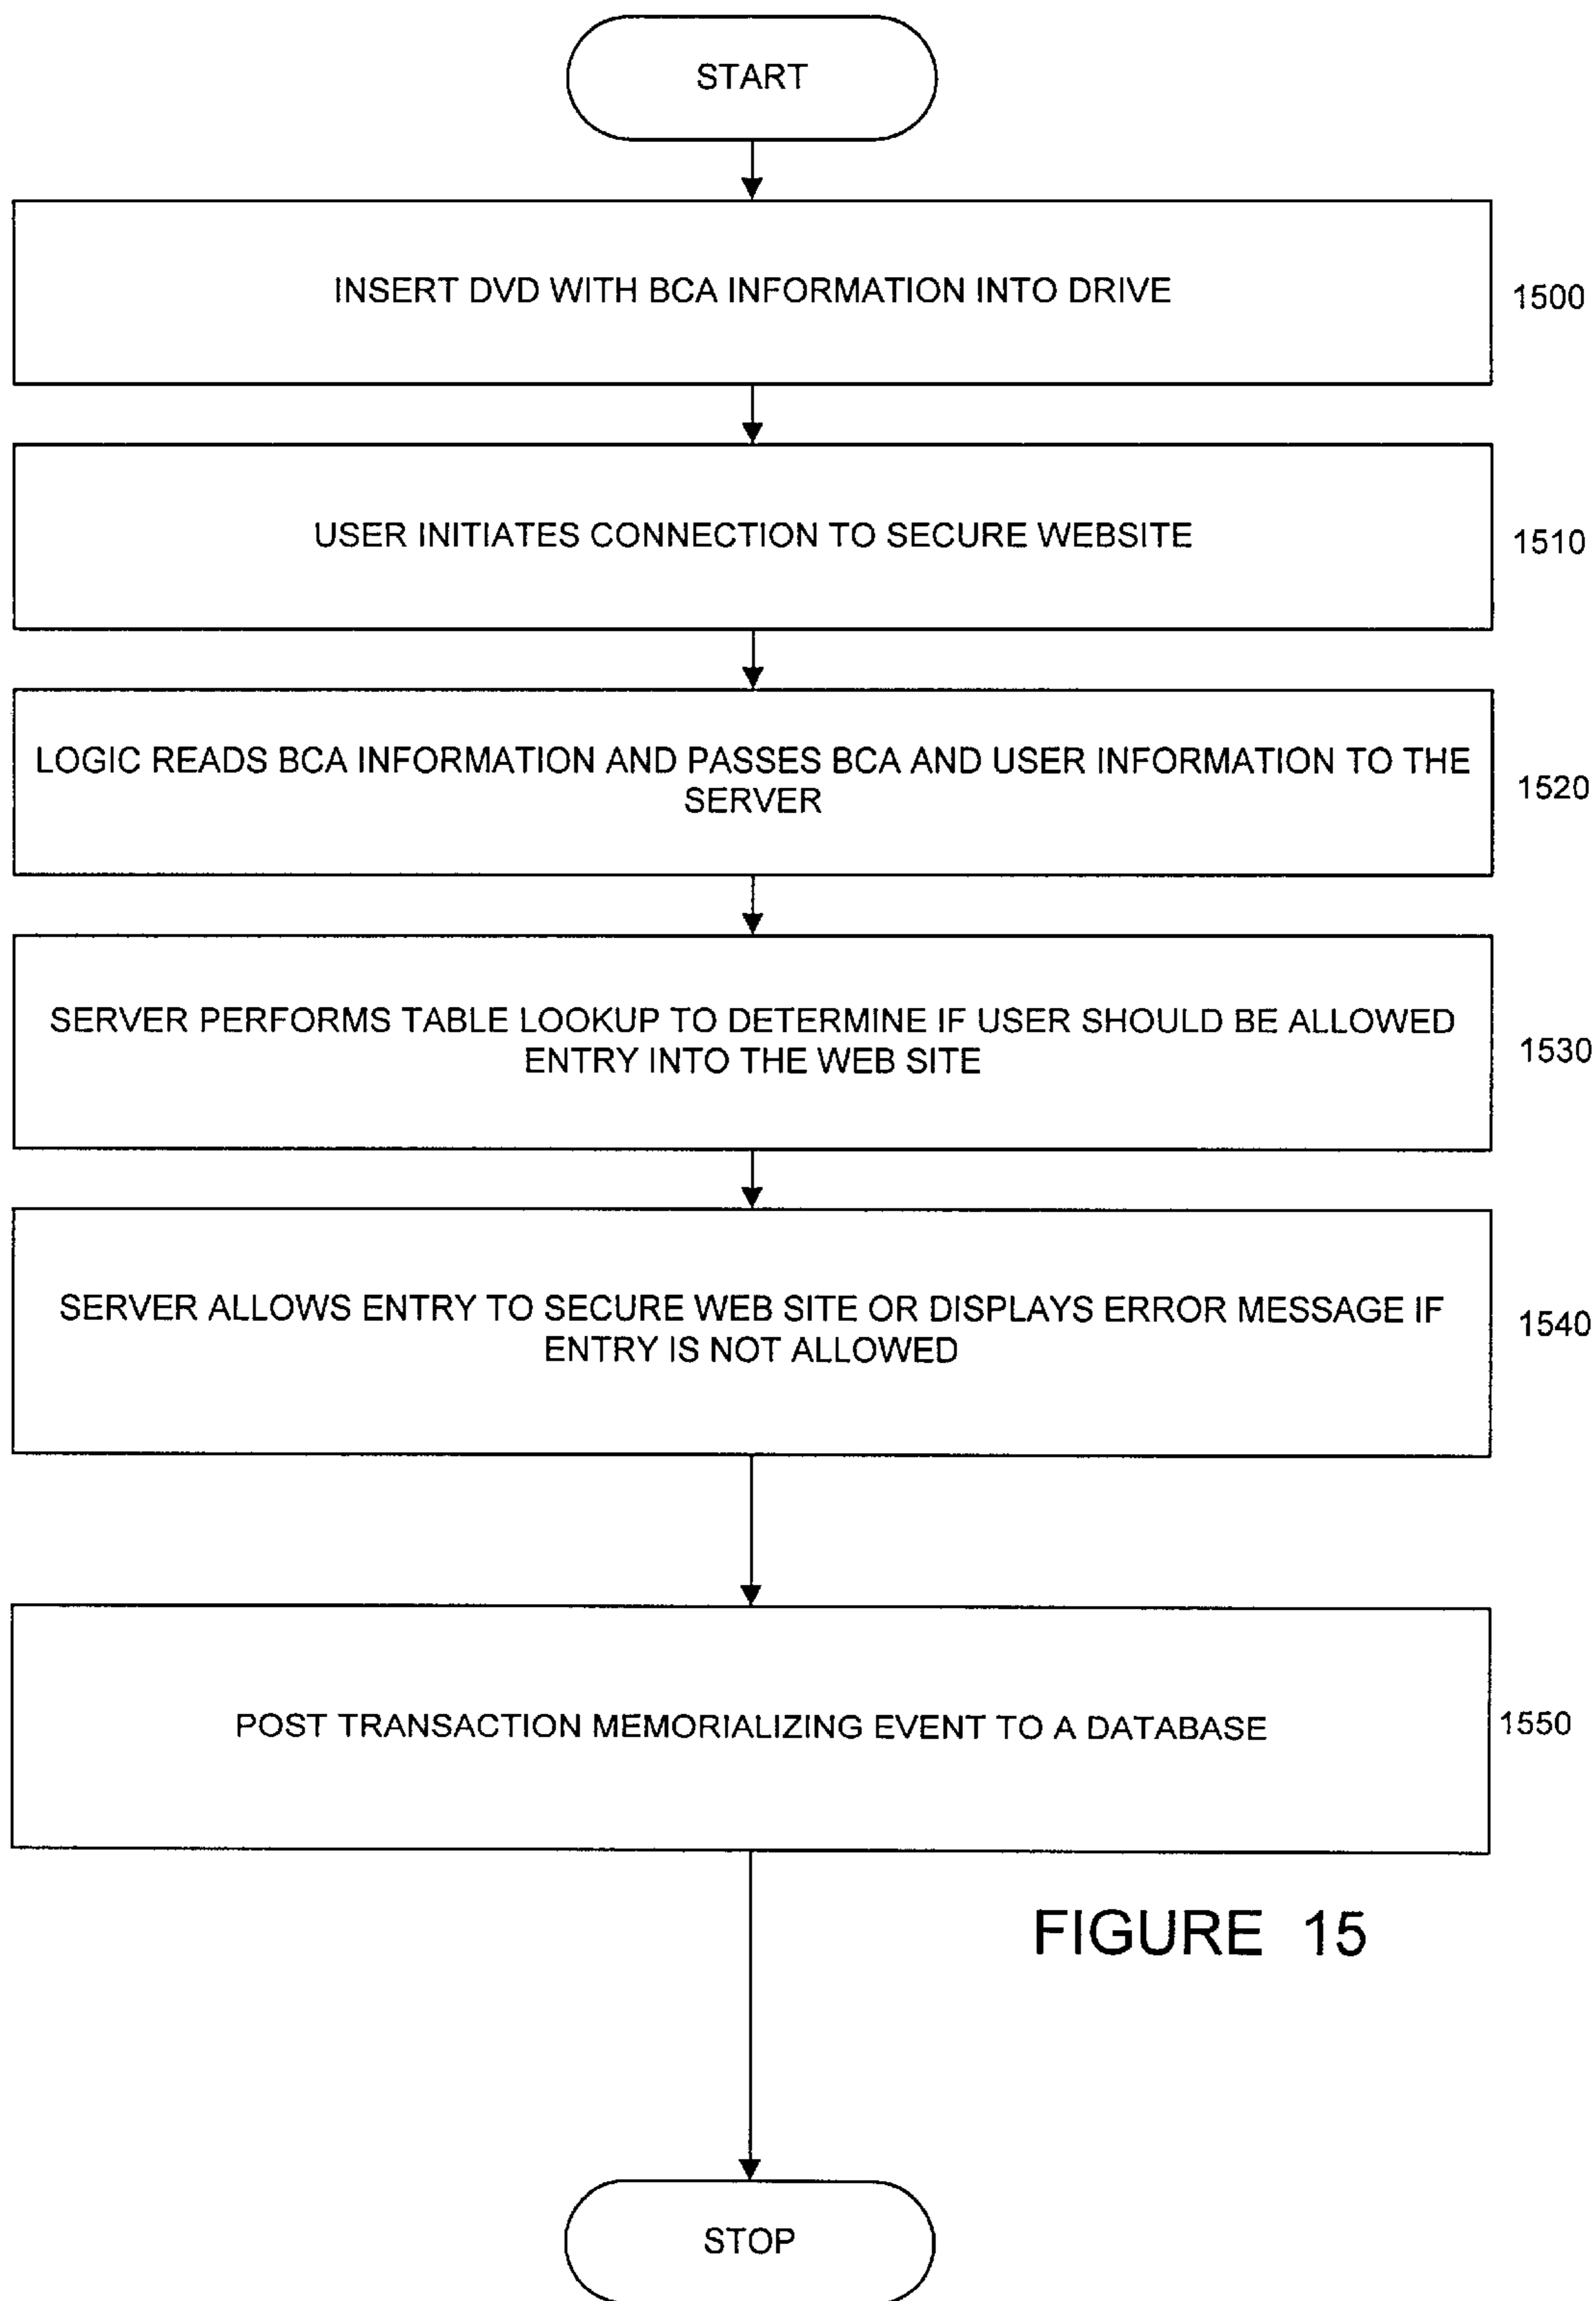 START
INSERT DVD WITH BCA INFORMATION INTO DRIVE
1500
USER INITIATES CONNECTION TO SECURE WEBSITE
1510
LOGIC READS BCA INFORMATION AND PASSES BCA AND USER INFORMATION TO THE
SERVER
1520
SERVER PERFORMS TABLE LOOKUP TO DETERMINE IF USER SHOULD BE ALLOWED
ENTRY INTO THE WEB SITE
1530
SERVER ALLOWS ENTRY TO SECURE WEB SITE OR DISPLAYS ERROR MESSAGE IF
ENTRY IS NOT ALLOWED
1540
POST TRANSACTION MEMORIALIZING EVENT TO A DATABASE
1550
FIGURE 15
STOP